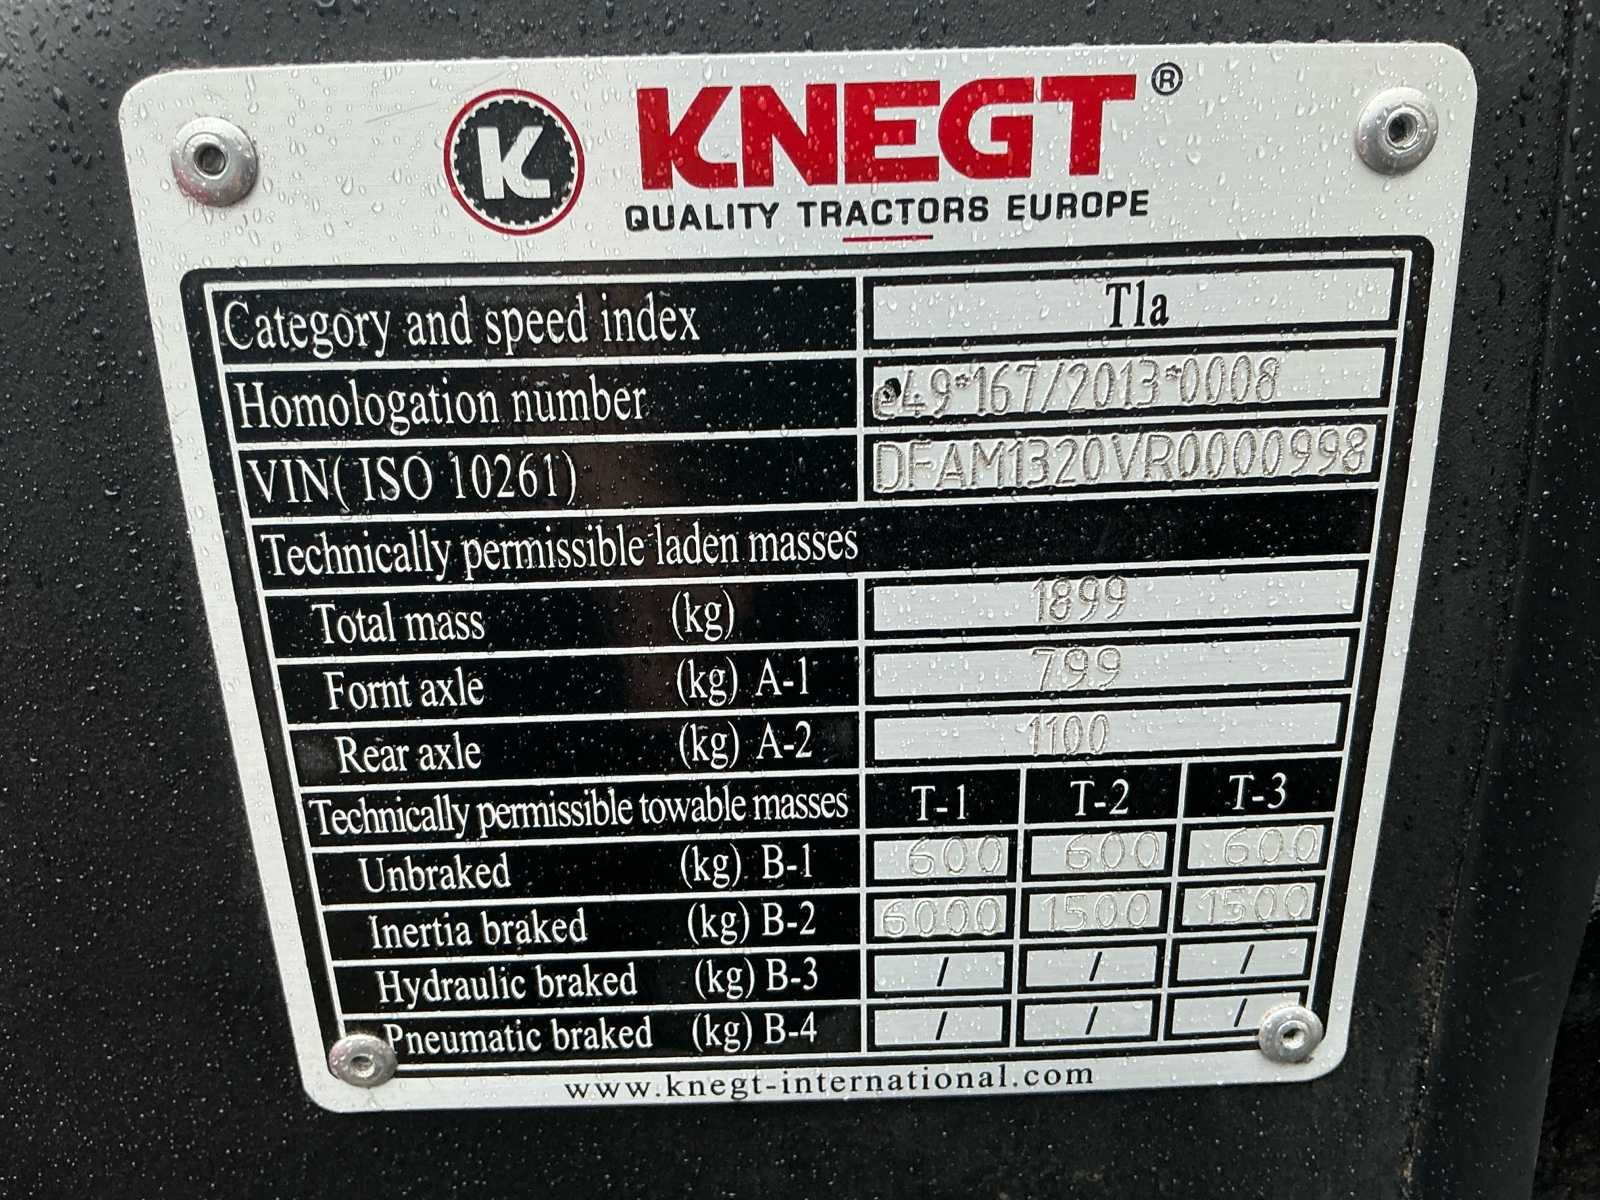 K KNEGT®
QUALITY TRACTORS EUROPE
Category and speed index T1a
Homologation number e49*167/2013*0008
VIN( ISO 10261) DFAM1320VR0000998
Technically permissible laden masses
Total mass (kg) 1899
Fornt axle (kg) A-1 799
Rear axle (kg) A-2 1100
Technically permissible towable masses T-1 T-2 T-3
Unbraked (kg) B-1 600 600 600
Inertia braked (kg) B-2 6000 1500 1500
Hydraulic braked (kg) B-3 / / /
Pneumatic braked (kg) B-4 / / /
www.knegt-international.com